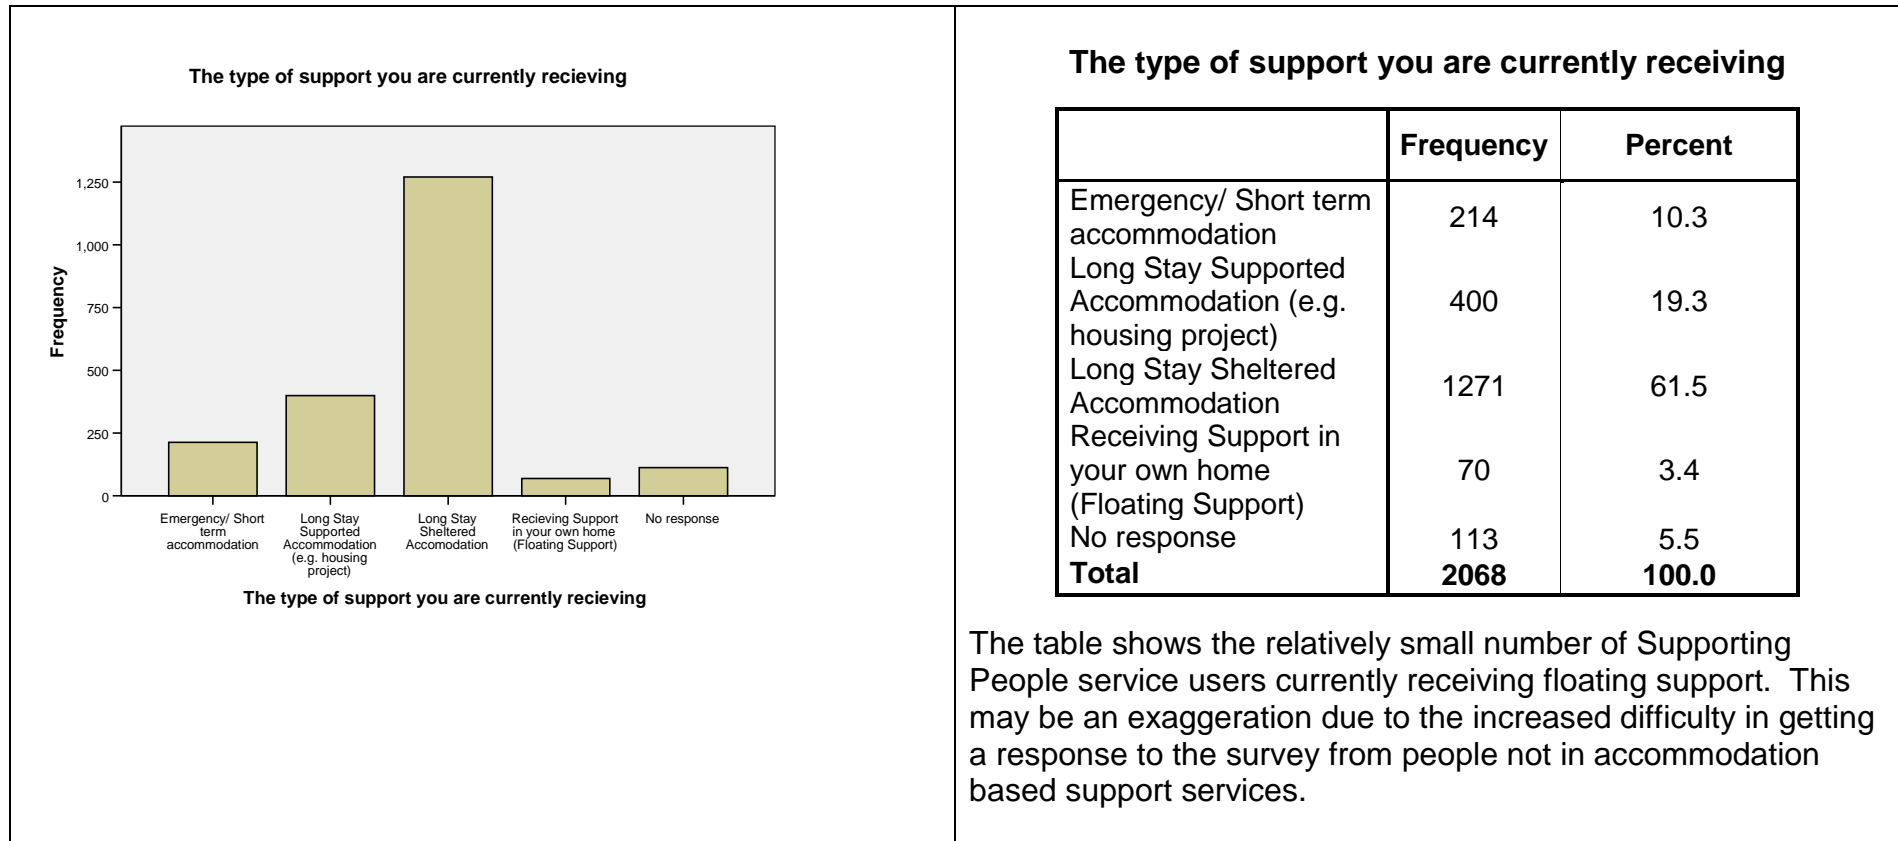 The type of support you are currently recieving
1,250
1,000
750
500
250
0
Frequency
Emergency/ Short
term
accommodation
Long Stay
Supported
Accommodation
(e.g. housing
project)
Long Stay
Sheltered
Accomodation
Recieving Support
in your own home
(Floating Support)
No response
The type of support you are currently recieving
The type of support you are currently receiving
Frequency Percent
Emergency/ Short term
accommodation 214 10.3
Long Stay Supported
Accommodation (e.g. 400 19.3
housing project)
Long Stay Sheltered
Accommodation 1271 61.5
Receiving Support in
your own home 70 3.4
(Floating Support)
No response 113 5.5
Total 2068 100.0
The table shows the relatively small number of Supporting
People service users currently receiving floating support. This
may be an exaggeration due to the increased difficulty in getting
a response to the survey from people not in accommodation
based support services.